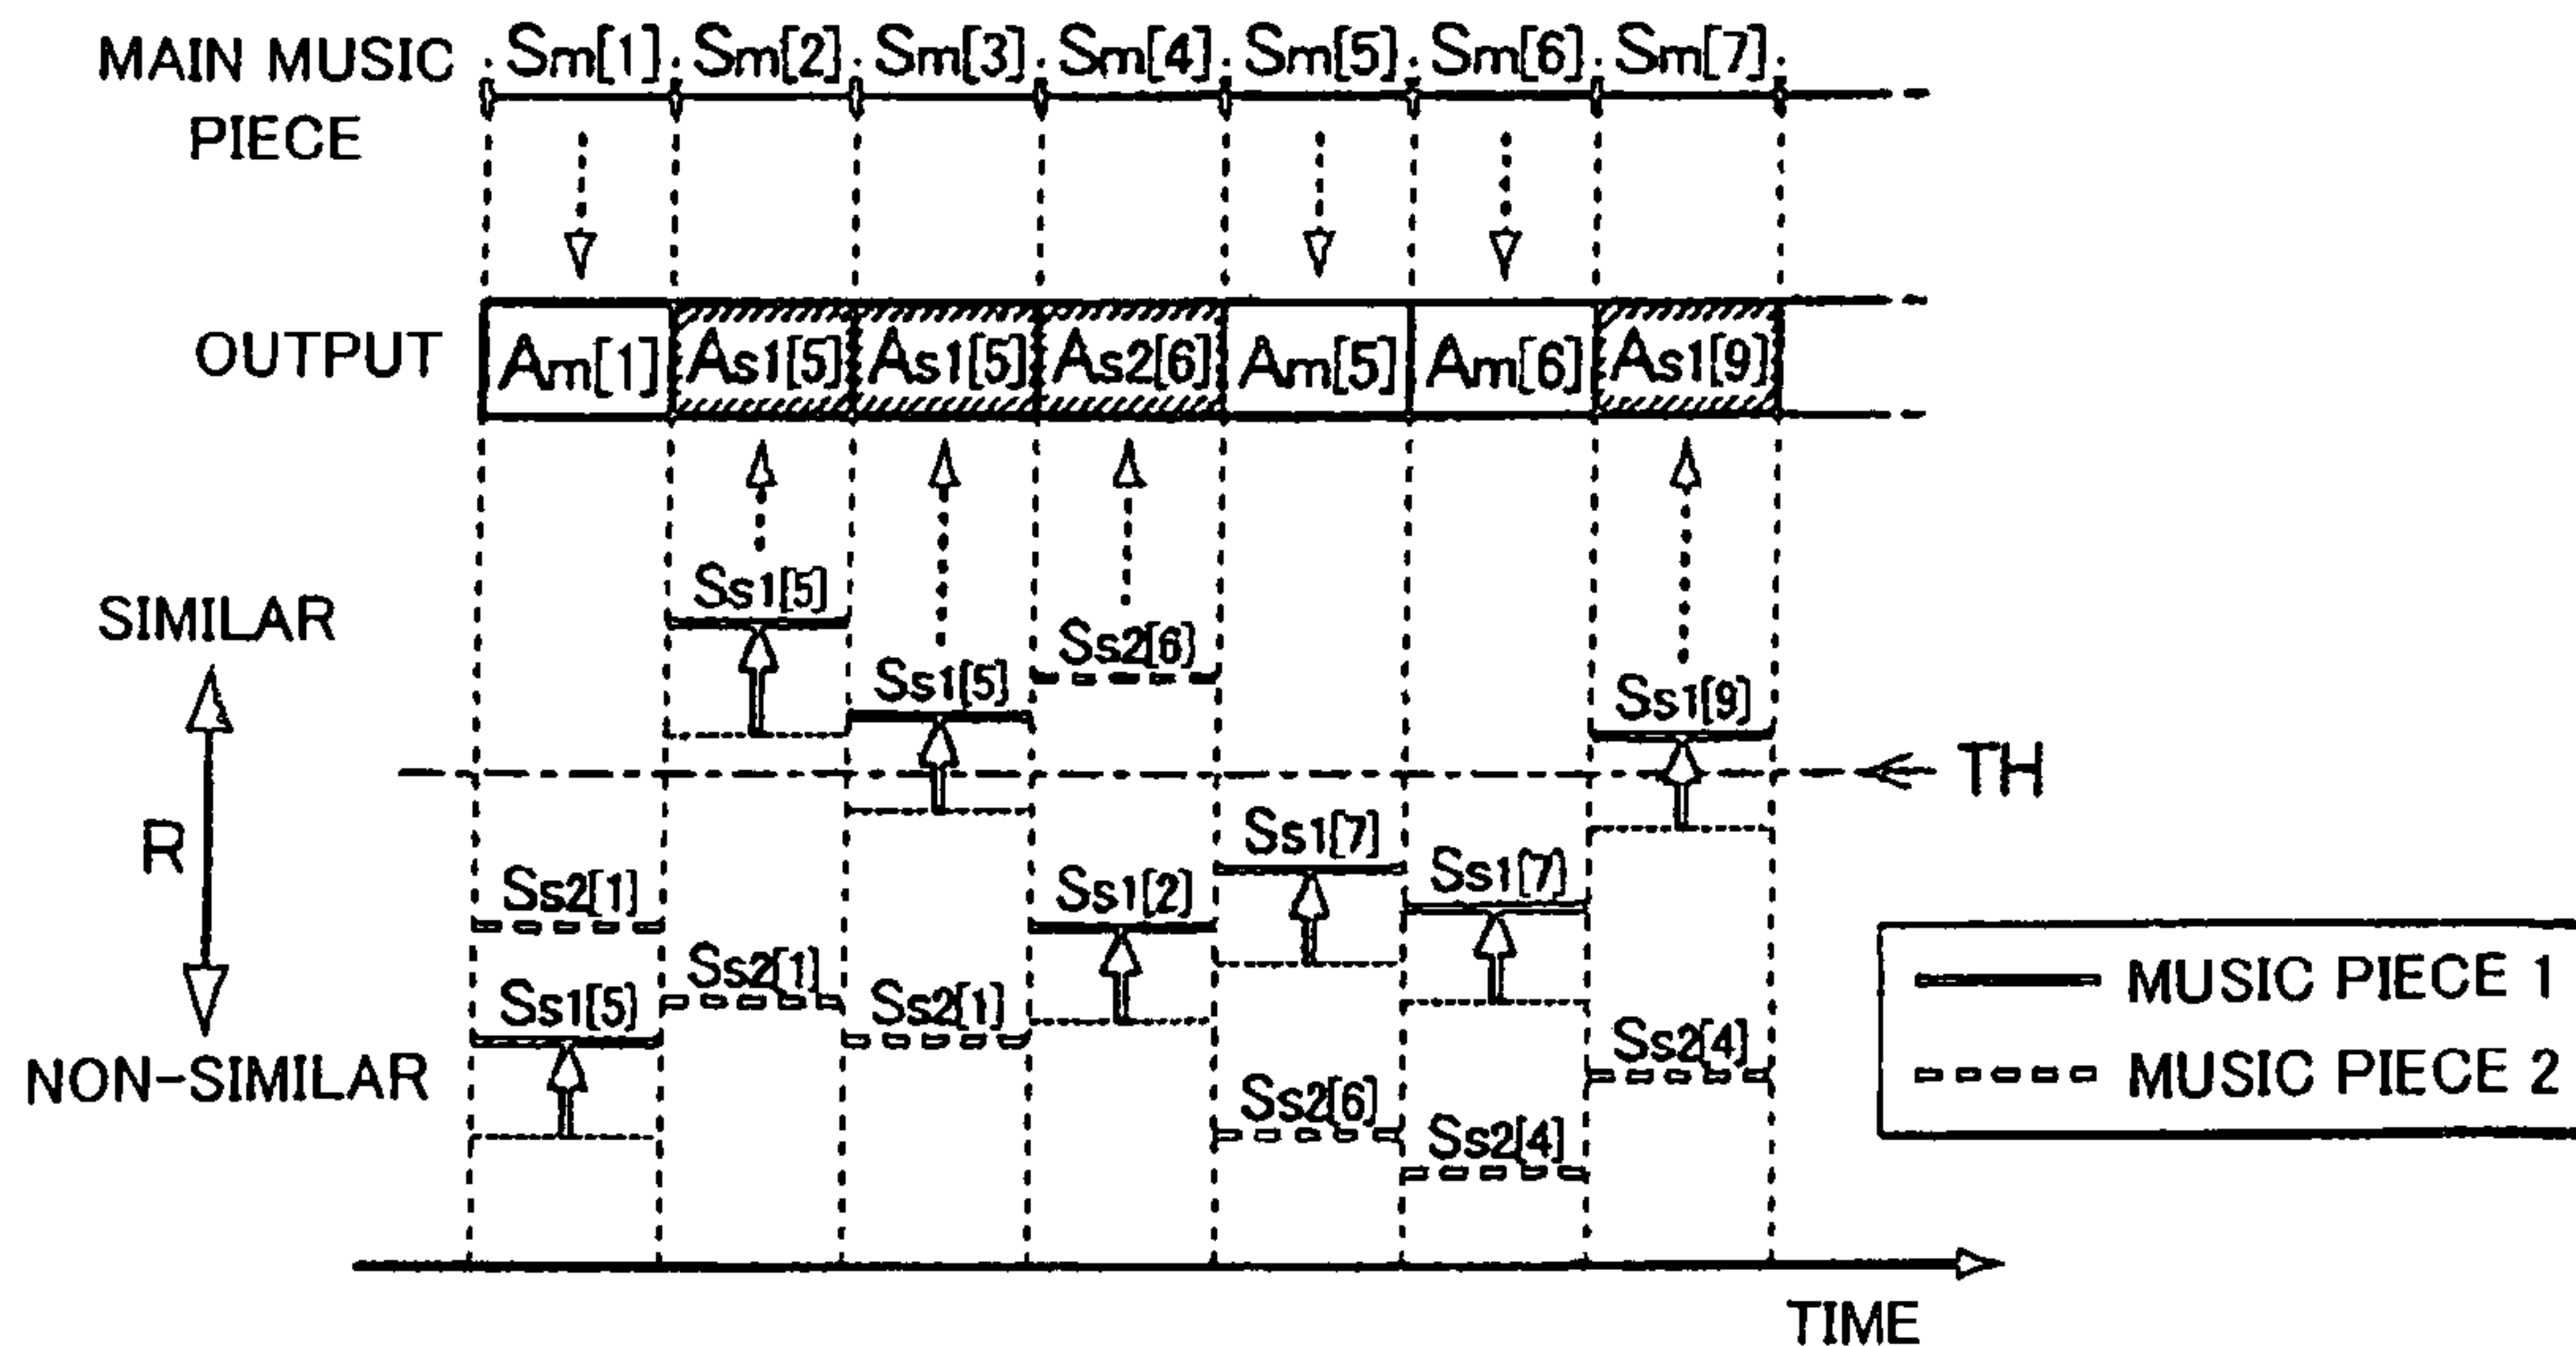 MAIN MUSIC PIECE
Sm[1] Sm[2] Sm[3] Sm[4] Sm[5] Sm[6] Sm[7]
OUTPUT
Am[1] As1[5] As1[5] As2[6] Am[5] Am[6] As1[9]
SIMILAR
R
NON-SIMILAR
Ss1[5]
Ss2[6]
Ss1[5]
Ss1[9]
TH
Ss1[7]
Ss2[1]
Ss1[2]
Ss1[7]
Ss2[1]
Ss1[5]
Ss2[1]
Ss2[4]
Ss2[6]
Ss2[4]
MUSIC PIECE 1
MUSIC PIECE 2
TIME